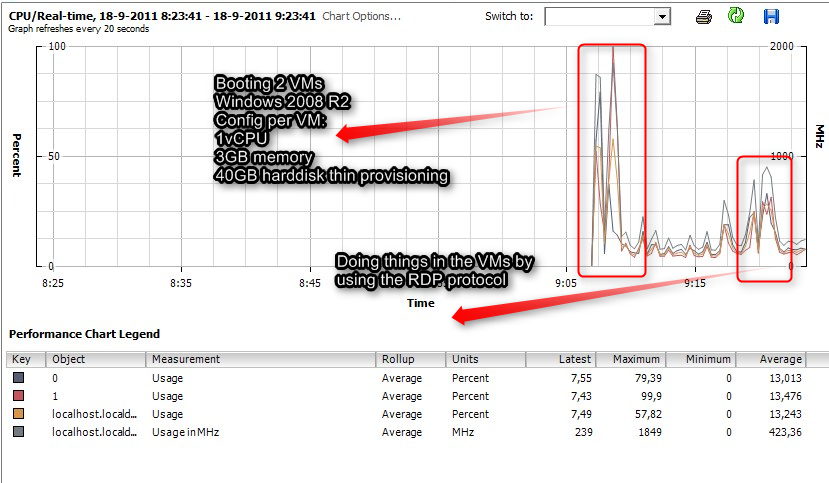 CPU/Real-time, 18-9-2011 8:23:41 - 18-9-2011 9:23:41 Chart Options... Switch to:
Graph refreshes every 20 seconds
100 2000
Booting 2 VMs
Windows 2008 R2
Config per VM:
1vCPU
3GB memory
40GB harddisk thin provisioning
Percent
MHz
50 1000
Doing things in the VMs by
using the RDP protocol
0 0
8:25 8:35 8:45 9:05 9:15
Time
Performance Chart Legend
Key Object Measurement Rollup Units Latest Maximum Minimum Average
0 Usage Average Percent 7,55 79,39 0 13,013
1 Usage Average Percent 7,43 99,9 0 13,476
localhost.locald... Usage Average Percent 7,49 57,82 0 13,243
localhost.locald... Usage in MHz Average MHz 239 1849 0 423,36